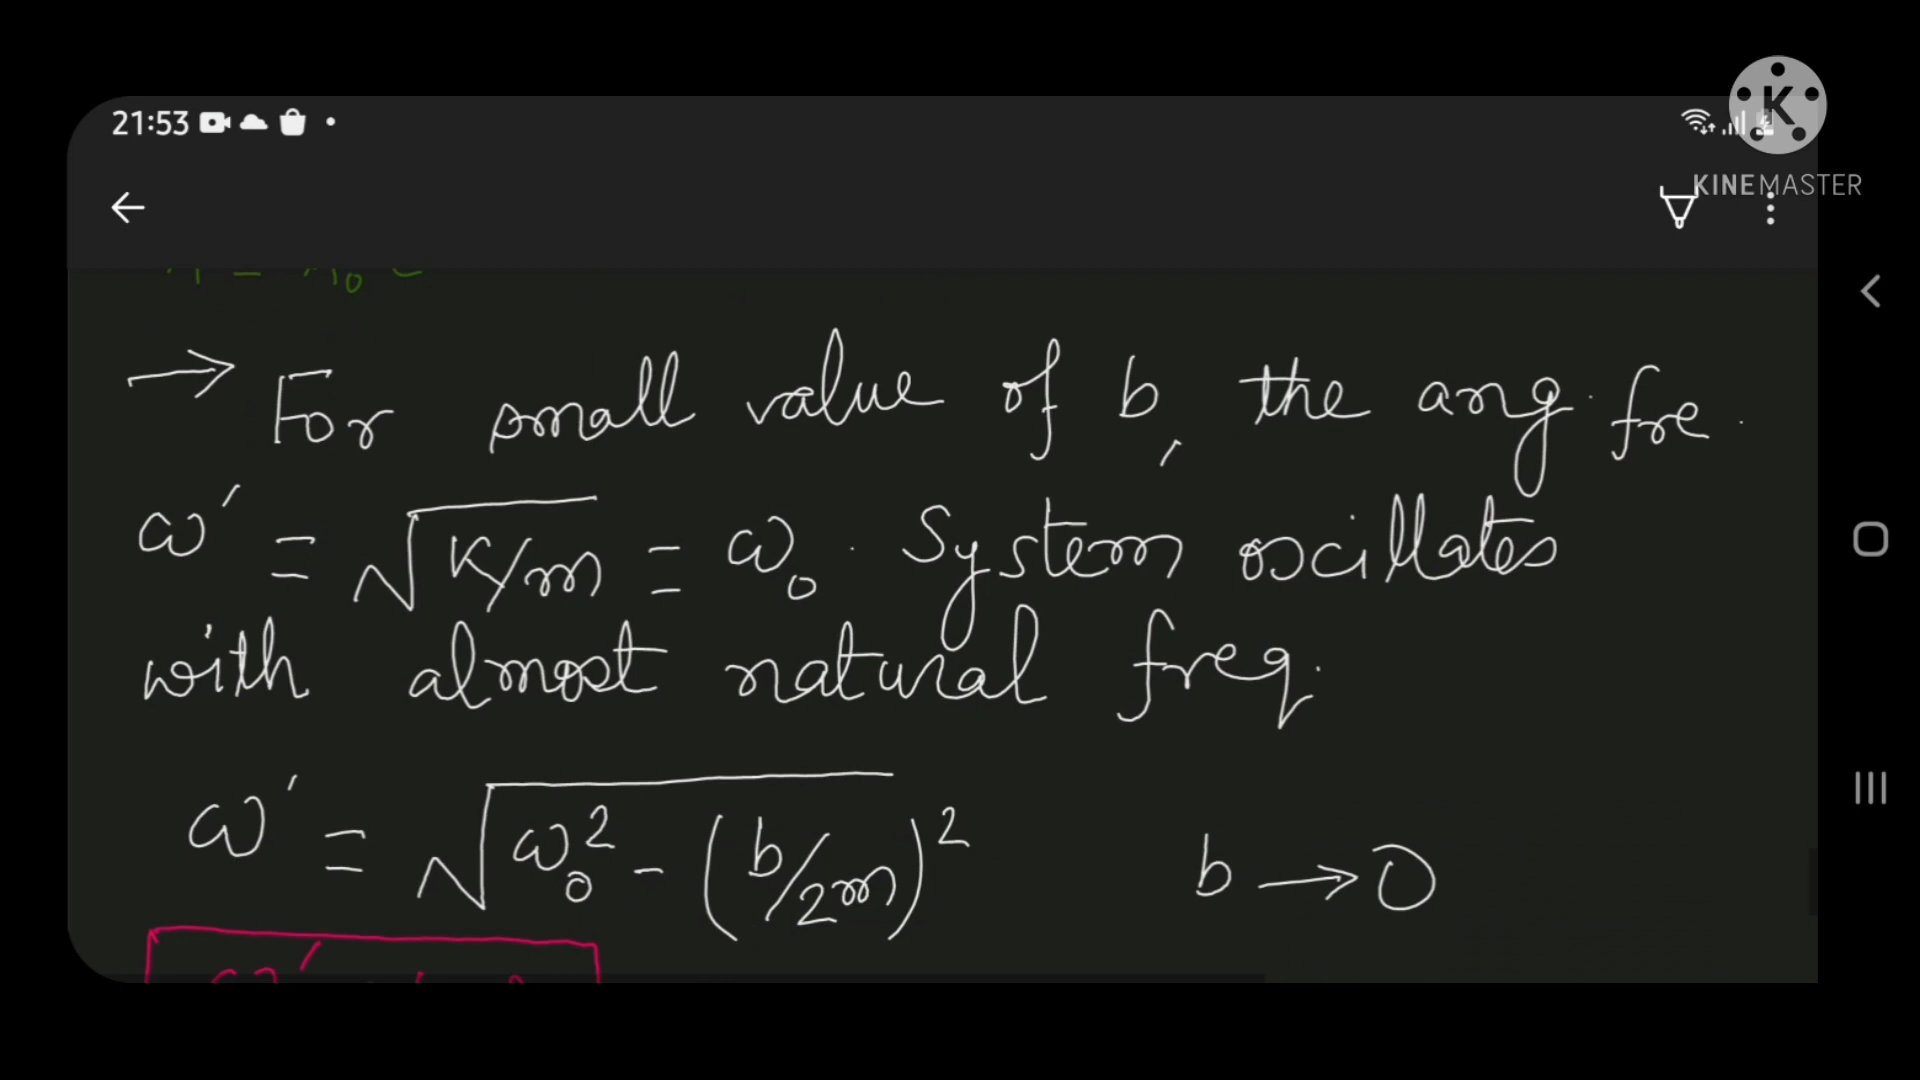 21:53
KINEMASTER
→ For small value of b, the ang. fre.
ω' = √K/m = ω₀. System oscillates
with almost natural freq.
ω' = √ω₀² - (b/2m)² b → 0